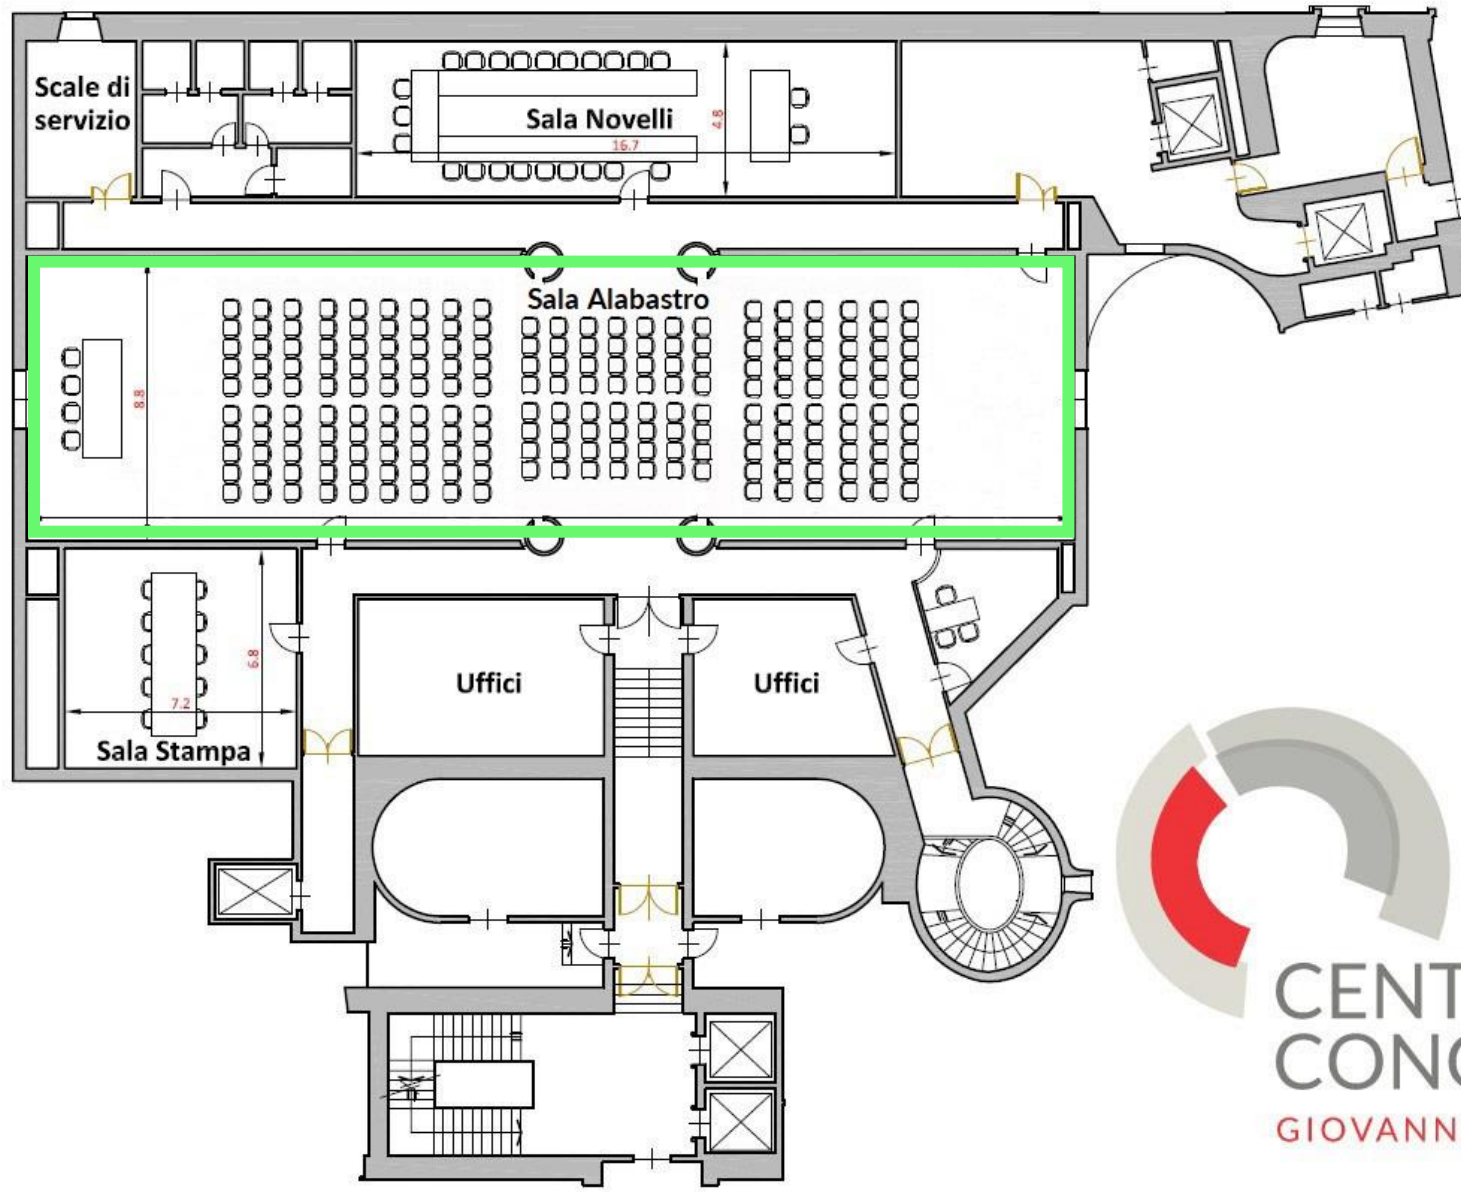 Scale di
servizio
Sala Novelli
4.8
16.7
Sala Alabastro
8.8
6.8
7.2
Sala Stampa
Uffici
Uffici
CENT
CONG
GIOVANN